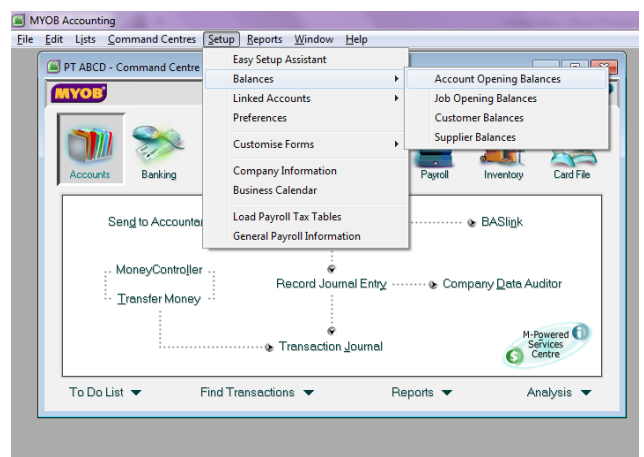 MYOB Accounting
File Edit Lists Command Centres Setup Reports Window Help
PT ABCD - Command Centre
MYOB
Easy Setup Assistant
Balances
Linked Accounts
Preferences
Customise Forms
Company Information
Business Calendar
Load Payroll Tax Tables
General Payroll Information
Account Opening Balances
Job Opening Balances
Customer Balances
Supplier Balances
Accounts Banking Payroll Inventory Card File
BASlink
MoneyController
Transfer Money
Record Journal Entry Company Data Auditor
Transaction Journal
M-Powered
Services
Centre
To Do List Find Transactions Reports Analysis